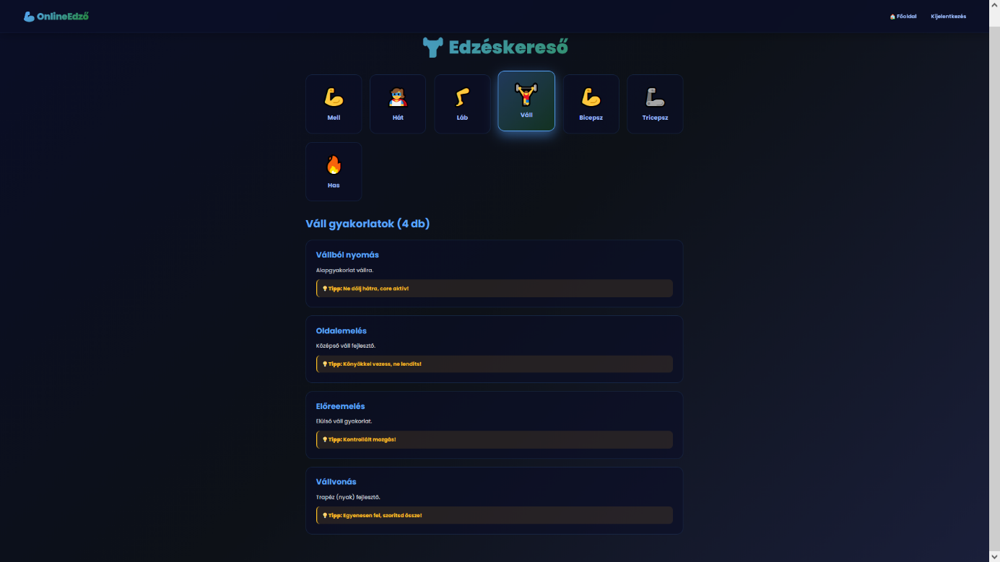 OnlineEdző
Főoldal
Kijelentkezés
Edzéskereső
Mell
Hát
Láb
Váll
Bicepsz
Tricepsz
Has
Váll gyakorlatok (4 db)
Vállból nyomás
Alapgyakorlat vállra.
Tipp: Ne dőlj hátra, core aktív!
Oldalemelés
Középső váll fejlesztő.
Tipp: Könyökkel vezess, ne lendíts!
Előreemelés
Elülső váll gyakorlat.
Tipp: Kontrollált mozgás!
Vállvonás
Trapéz (nyak) fejlesztő.
Tipp: Egyenesen fel, szorítsd össze!